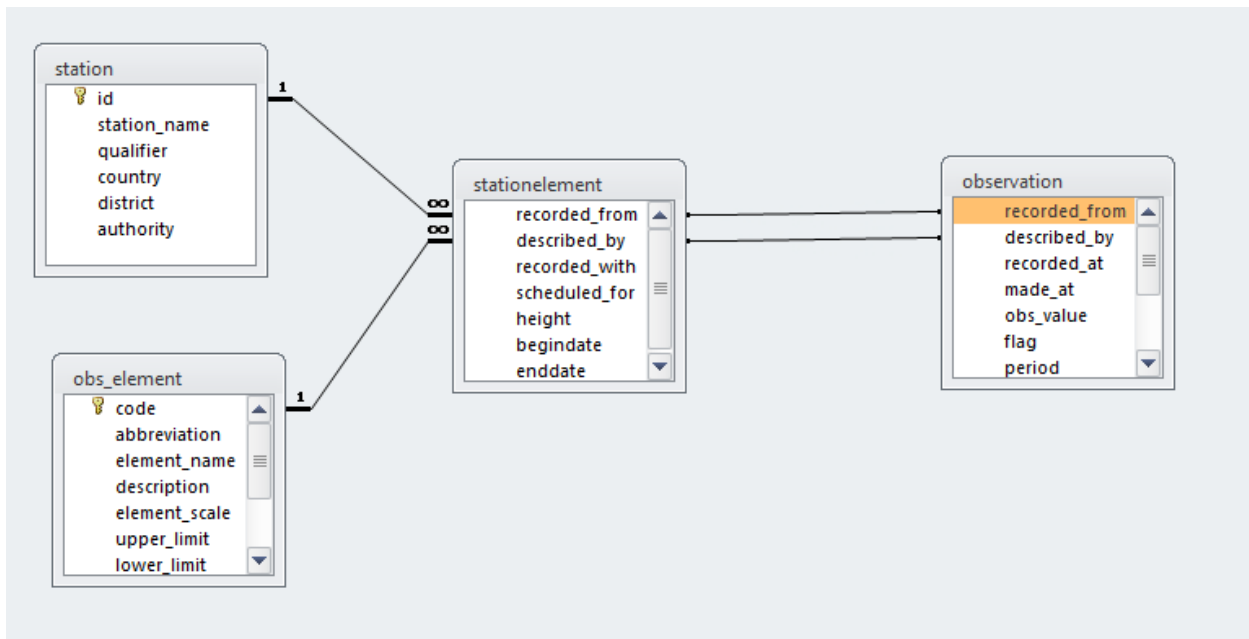 station
id
station_name
qualifier
country
district
authority
1
obs_element
code
abbreviation
element_name
description
element_scale
upper_limit
lower_limit
1
∞
∞
stationelement
recorded_from
described_by
recorded_with
scheduled_for
height
begindate
enddate
observation
recorded_from
described_by
recorded_at
made_at
obs_value
flag
period